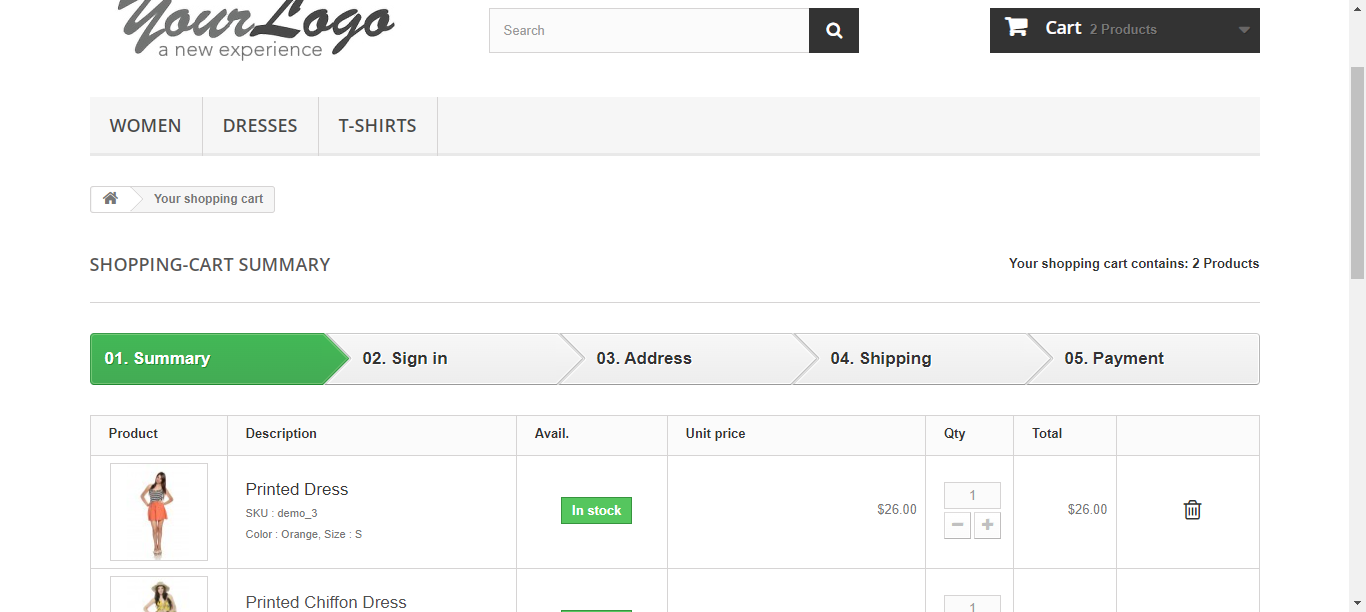 YourLogo
a new experience
Search
Cart 2 Products
WOMEN DRESSES T-SHIRTS
Your shopping cart
SHOPPING-CART SUMMARY
Your shopping cart contains: 2 Products
01. Summary 02. Sign in 03. Address 04. Shipping 05. Payment
Product Description Avail. Unit price Qty Total
Printed Dress
SKU : demo_3
Color : Orange, Size : S
In stock
$26.00
1
$26.00
Printed Chiffon Dress
1